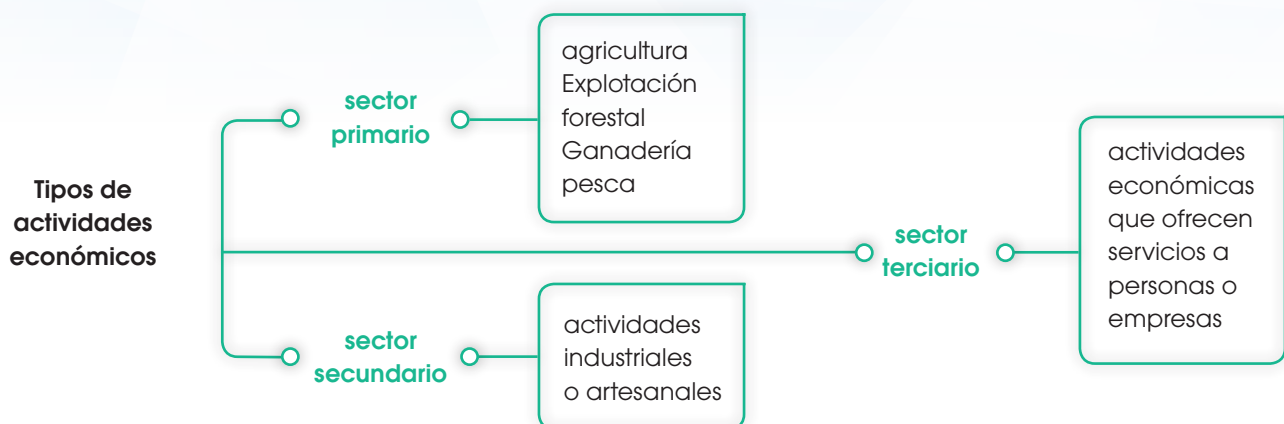 Tipos de
actividades
económicos
sector
primario
agricultura
Explotación
forestal
Ganadería
pesca
sector
secundario
actividades
industriales
o artesanales
sector
terciario
actividades
económicas
que ofrecen
servicios a
personas o
empresas